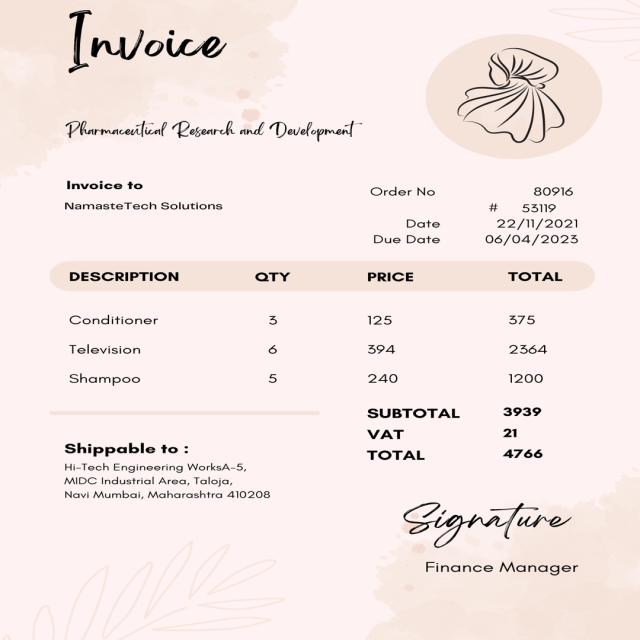 Invoice
Pharmaceutical Research and Development
Invoice to
NamasteTech Solutions
Order No 80916
# 53119
Date 22/11/2021
Due Date 06/04/2023
DESCRIPTION QTY PRICE TOTAL
Conditioner 3 125 375
Television 6 394 2364
Shampoo 5 240 1200
SUBTOTAL 3939
VAT 21
TOTAL 4766
Shippable to :
Hi-Tech Engineering WorksA-5,
MIDC Industrial Area, Taloja,
Navi Mumbai, Maharashtra 410208
Signature
Finance Manager